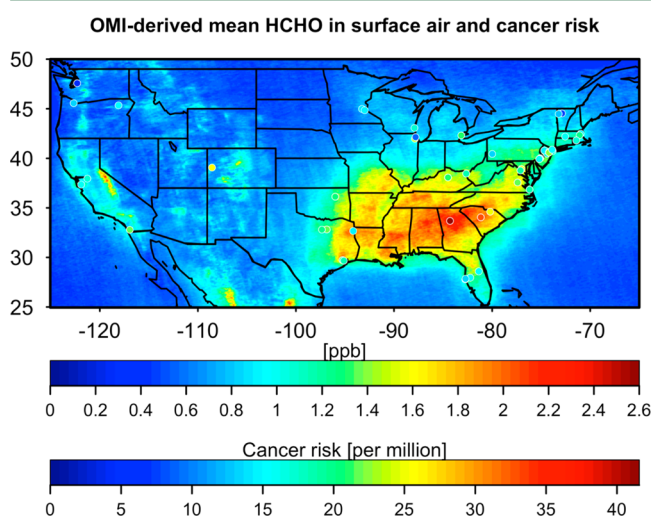 OMI-derived mean HCHO in surface air and cancer risk
50
45
40
35
30
25
-120 -110 -100 -90 -80 -70
[ppb]
0 0.2 0.4 0.6 0.8 1 1.2 1.4 1.6 1.8 2 2.2 2.4 2.6
Cancer risk [per million]
0 5 10 15 20 25 30 35 40